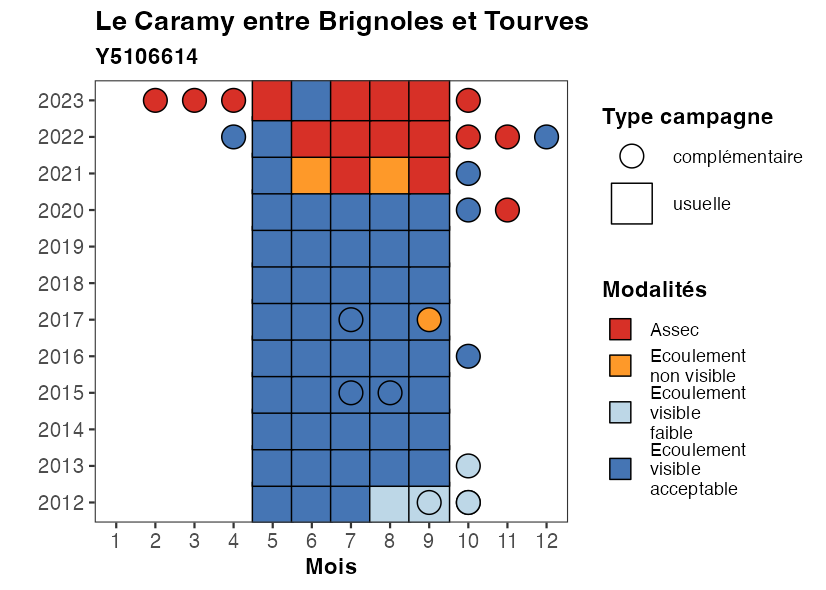 Le Caramy entre Brignoles et Tourves
Y5106614
2023
2022
2021
2020
2019
2018
2017
2016
2015
2014
2013
2012
1 2 3 4 5 6 7 8 9 10 11 12
Mois
Type campagne
complémentaire
usuelle
Modalités
Assec
Ecoulement
non visible
Ecoulement
visible
faible
Ecoulement
visible
acceptable